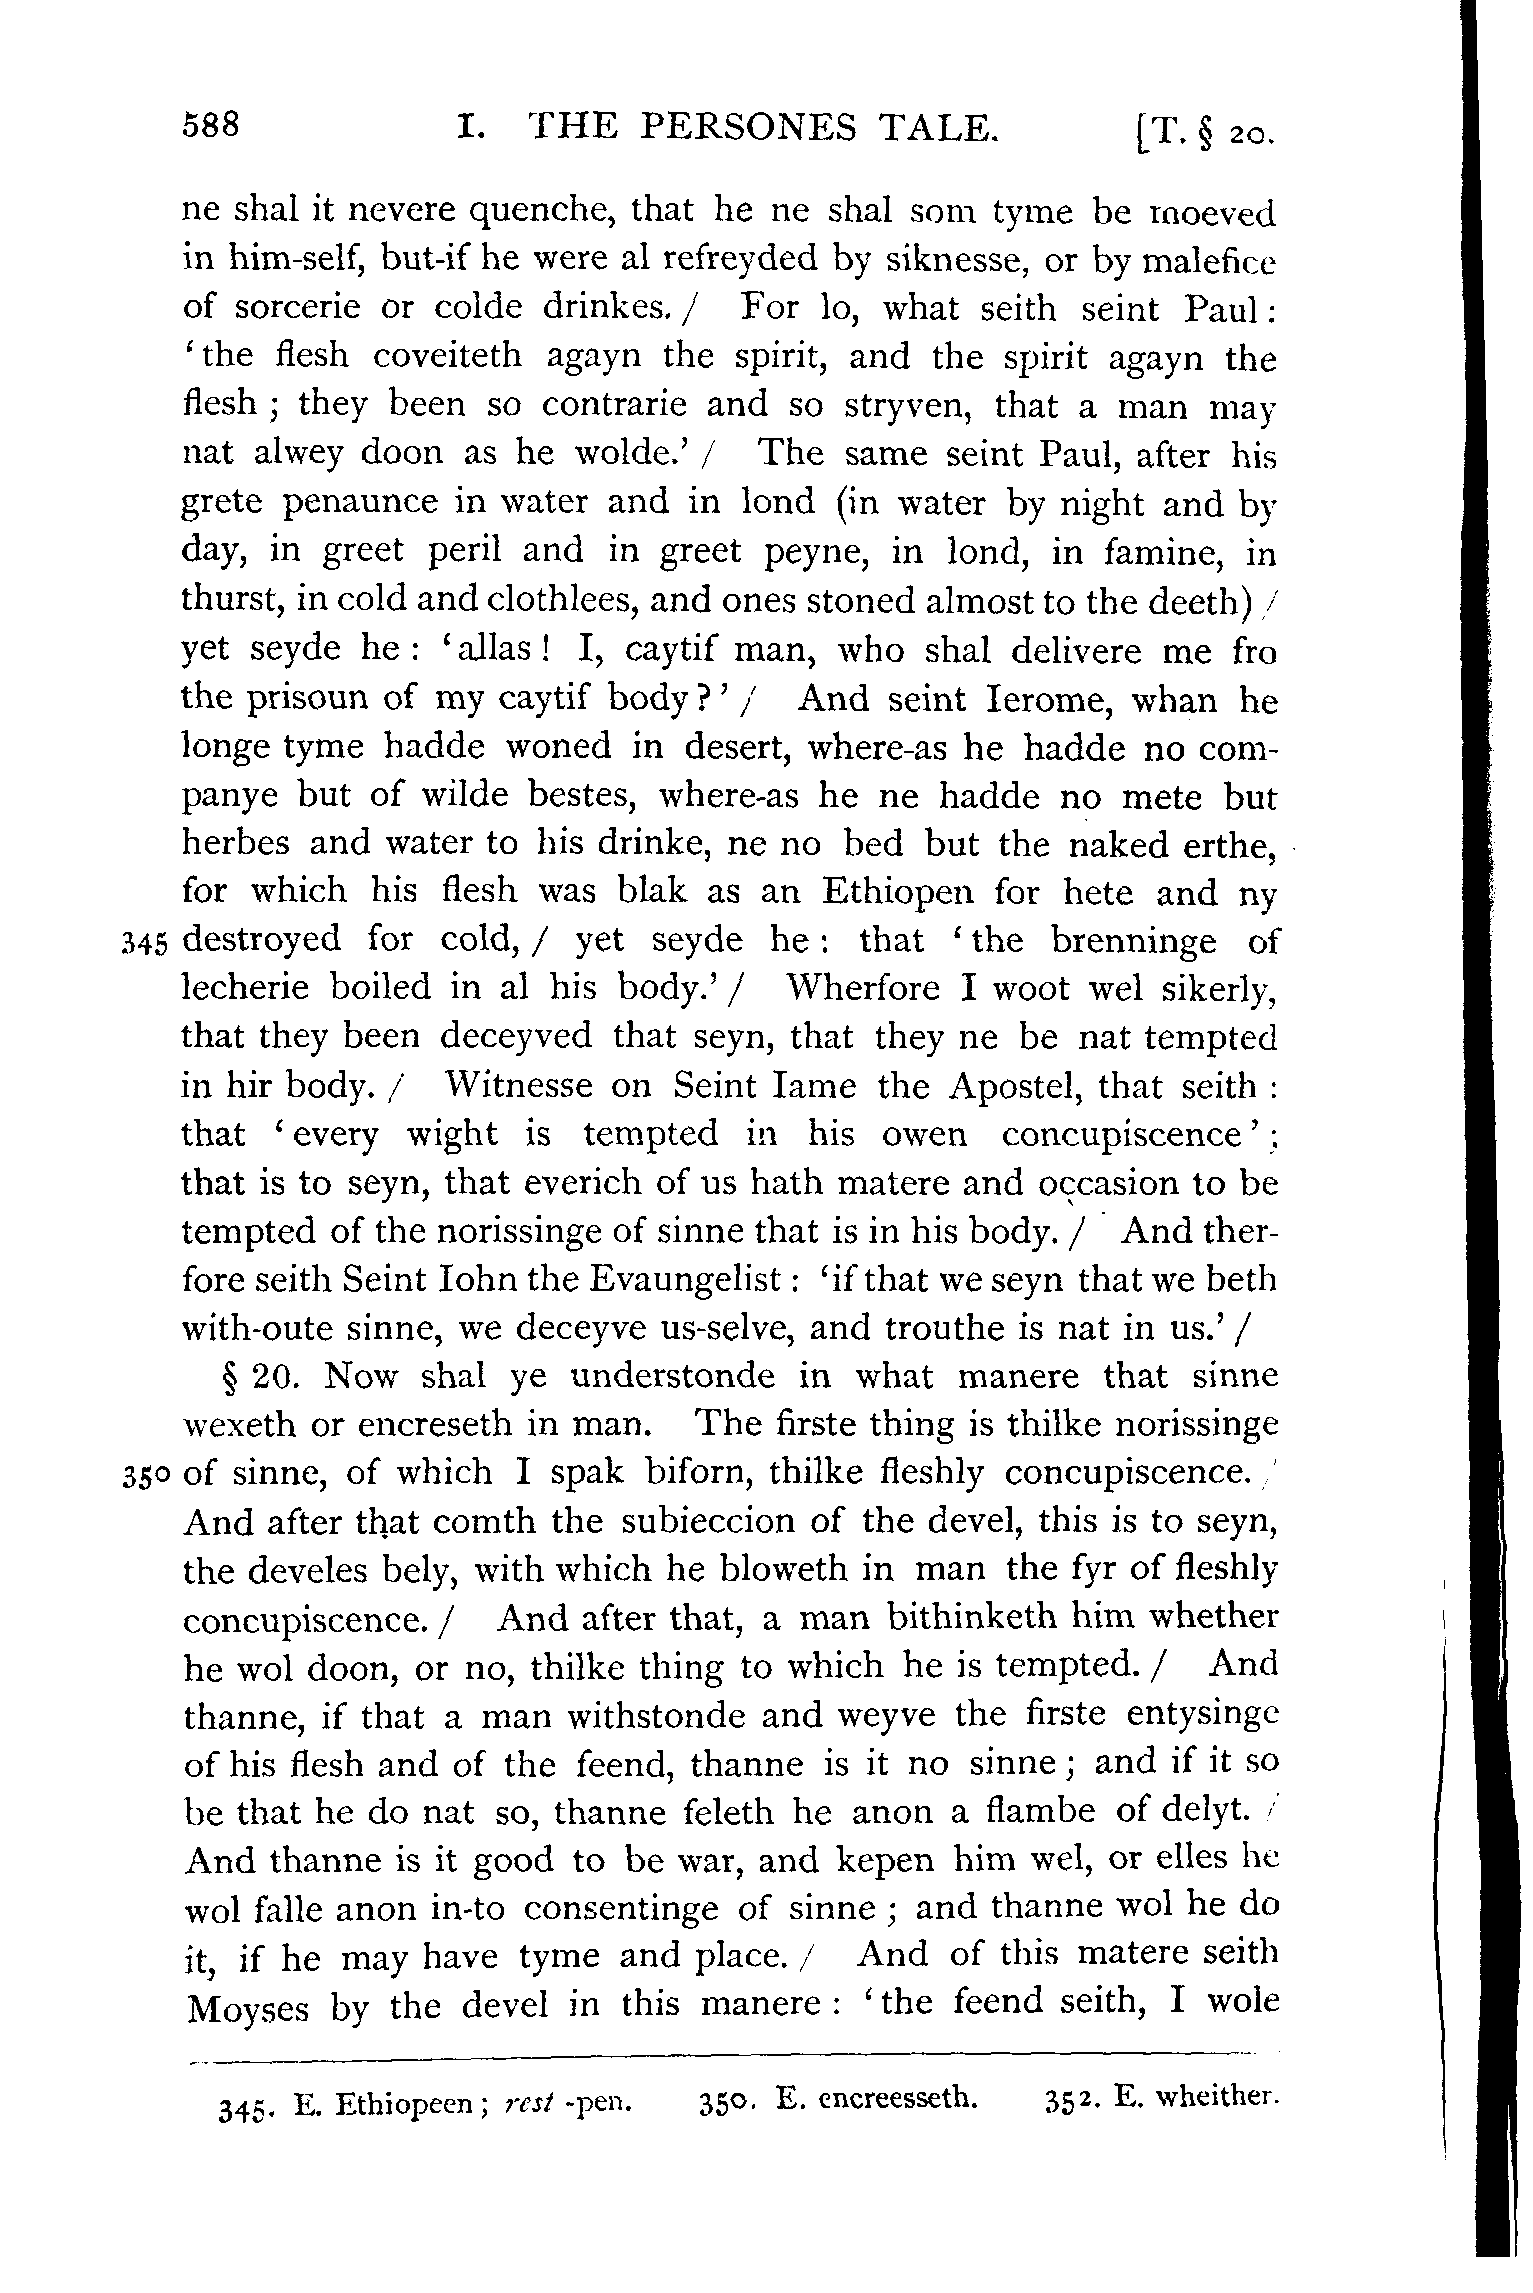 588 I. THE PERSONES TALE. [T. § 20.
ne shal it nevere quenche, that he ne shal som tyme be moeved
in him-self, but-if he were al refreyded by siknesse, or by malefice
of sorcerie or colde drinkes. / For lo, what seith seint Paul :
‘ the flesh coveiteth agayn the spirit, and the spirit agayn the
flesh ; they been so contrarie and so stryven, that a man may
nat alwey doon as he wolde.’ / The same seint Paul, after his
grete penaunce in water and in lond (in water by night and by
day, in greet peril and in greet peyne, in lond, in famine, in
thurst, in cold and clothlees, and ones stoned almost to the deeth) /
yet seyde he : ‘ allas ! I, caytif man, who shal delivere me fro
the prisoun of my caytif body ? ’ / And seint Ierome, whan he
longe tyme hadde woned in desert, where-as he hadde no com-
panye but of wilde bestes, where-as he ne hadde no mete but
herbes and water to his drinke, ne no bed but the naked erthe,
for which his flesh was blak as an Ethiopen for hete and ny
345 destroyed for cold, / yet seyde he : that ‘ the brenninge of
lecherie boiled in al his body.’ / Wherfore I woot wel sikerly,
that they been deceyved that seyn, that they ne be nat tempted
in hir body. / Witnesse on Seint Iame the Apostel, that seith :
that ‘ every wight is tempted in his owen concupiscence ’ ;
that is to seyn, that everich of us hath matere and occasion to be
tempted of the norissinge of sinne that is in his body. / And ther-
fore seith Seint Iohn the Evaungelist : ‘if that we seyn that we beth
with-oute sinne, we deceyve us-selve, and trouthe is nat in us.’ /
§ 20. Now shal ye understonde in what manere that sinne
wexeth or encreseth in man. The firste thing is thilke norissinge
350 of sinne, of which I spak biforn, thilke fleshly concupiscence. /
And after that comth the subieccion of the devel, this is to seyn,
the develes bely, with which he bloweth in man the fyr of fleshly
concupiscence. / And after that, a man bithinketh him whether
he wol doon, or no, thilke thing to which he is tempted. / And
thanne, if that a man withstonde and weyve the firste entysinge
of his flesh and of the feend, thanne is it no sinne ; and if it so
be that he do nat so, thanne feleth he anon a flambe of delyt. /
And thanne is it good to be war, and kepen him wel, or elles he
wol falle anon in-to consentinge of sinne ; and thanne wol he do
it, if he may have tyme and place. / And of this matere seith
Moyses by the devel in this manere : ‘ the feend seith, I wole
345. E. Ethiopeen ; rest -pen. 350. E. encreesseth. 352. E. wheither.